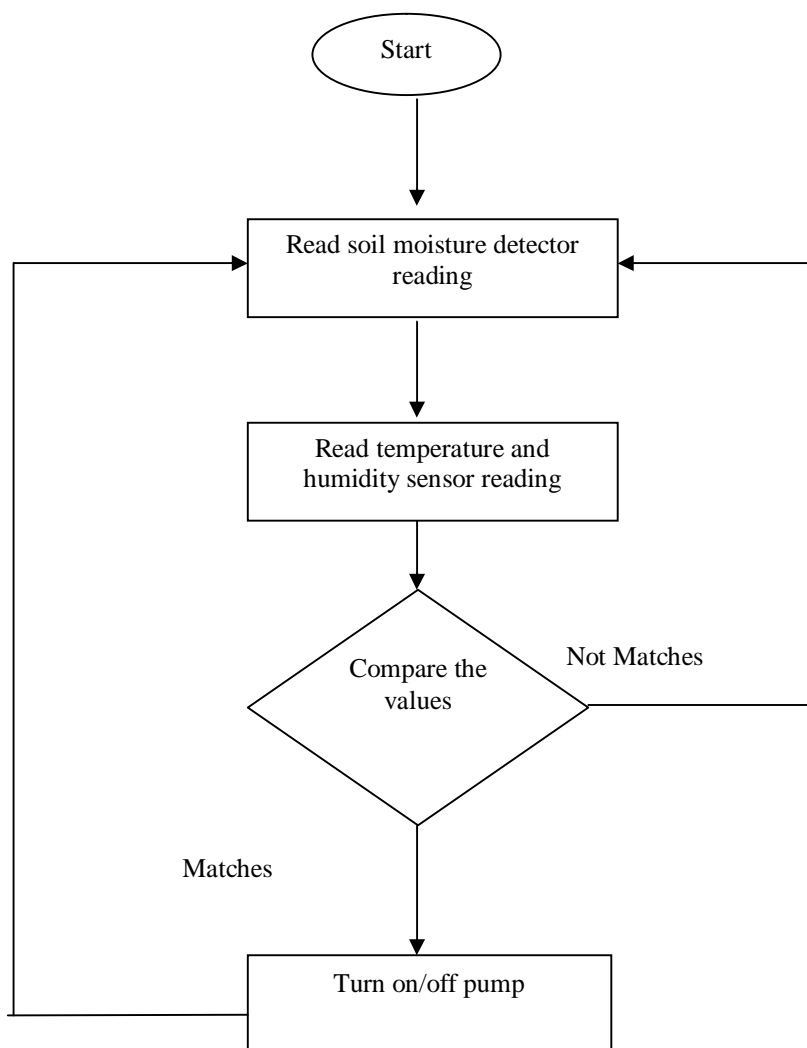 Start
Read soil moisture detector
reading
Read temperature and
humidity sensor reading
Compare the
values
Not Matches
Matches
Turn on/off pump